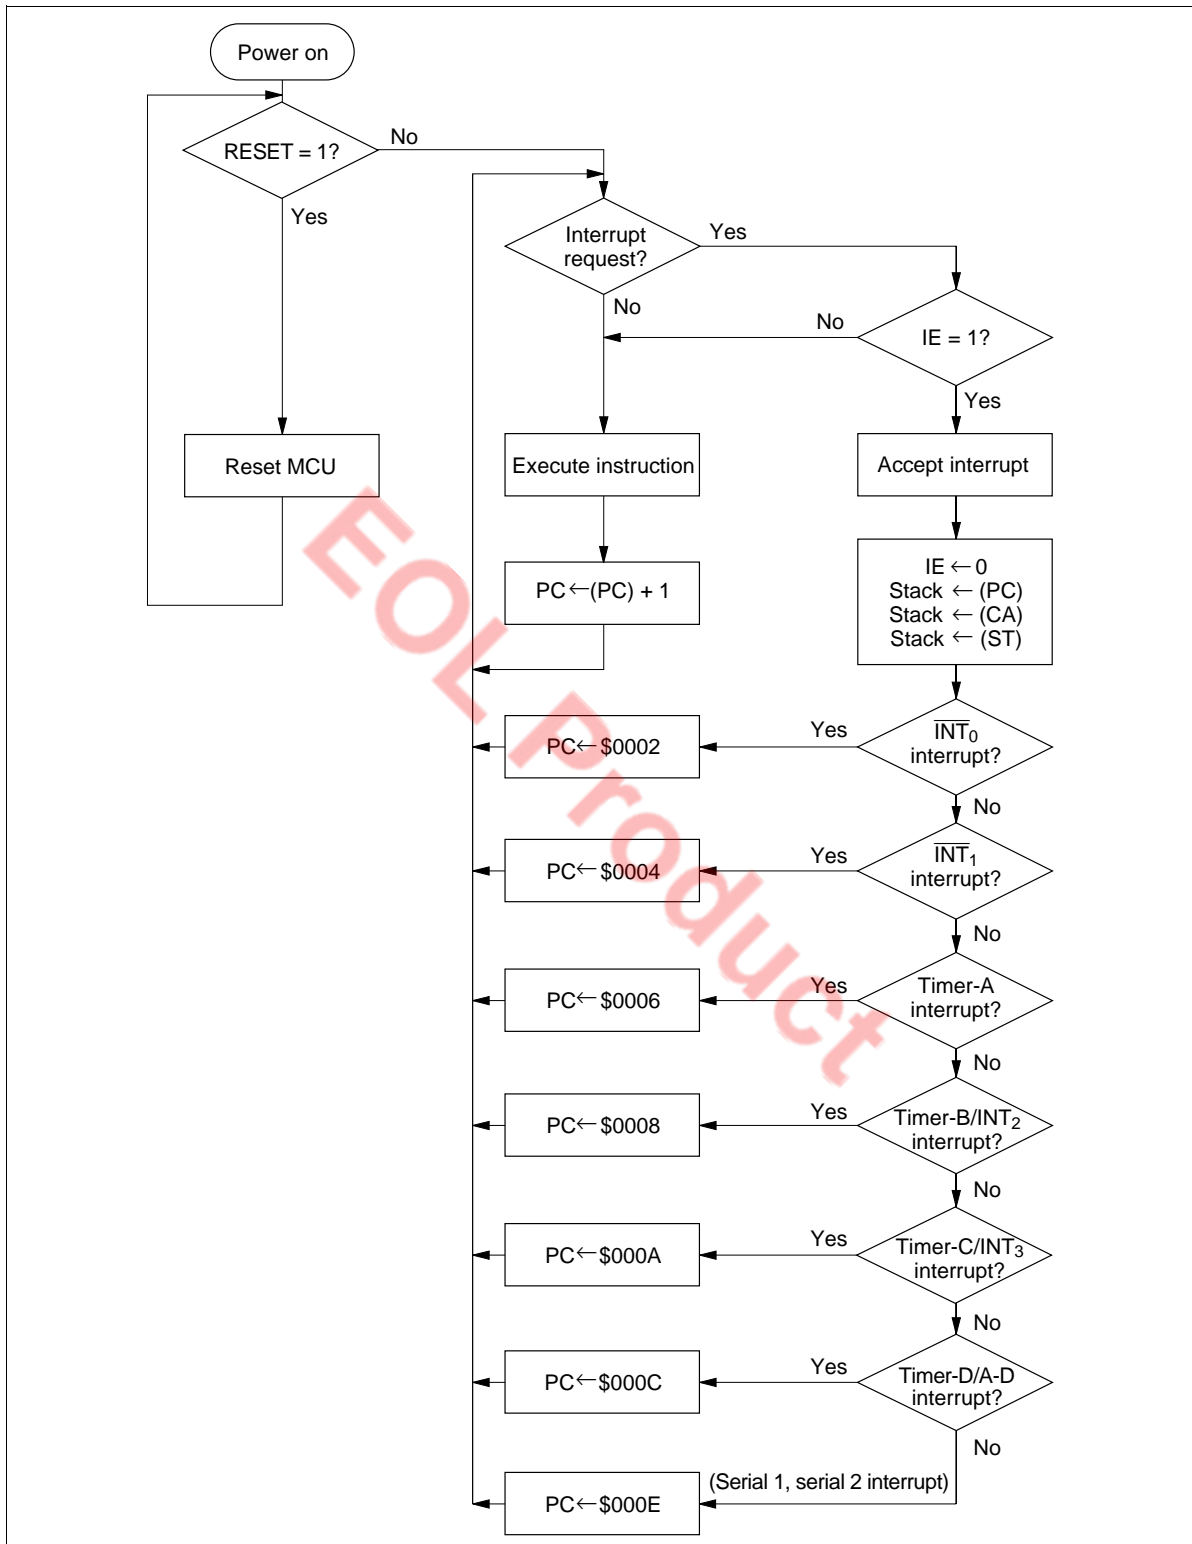 Power on
RESET = 1?
No
Yes
Interrupt
request?
Yes
No
No
IE = 1?
Yes
Reset MCU
Execute instruction
Accept interrupt
PC←(PC) + 1
IE ← 0
Stack ← (PC)
Stack ← (CA)
Stack ← (ST)
PC←$0002
Yes
I̅N̅T̅₀
interrupt?
No
PC←$0004
Yes
I̅N̅T̅₁
interrupt?
No
PC←$0006
Yes
Timer-A
interrupt?
No
PC←$0008
Yes
Timer-B/INT₂
interrupt?
No
PC←$000A
Yes
Timer-C/INT₃
interrupt?
No
PC←$000C
Yes
Timer-D/A-D
interrupt?
No
PC←$000E
(Serial 1, serial 2 interrupt)
EOL Product